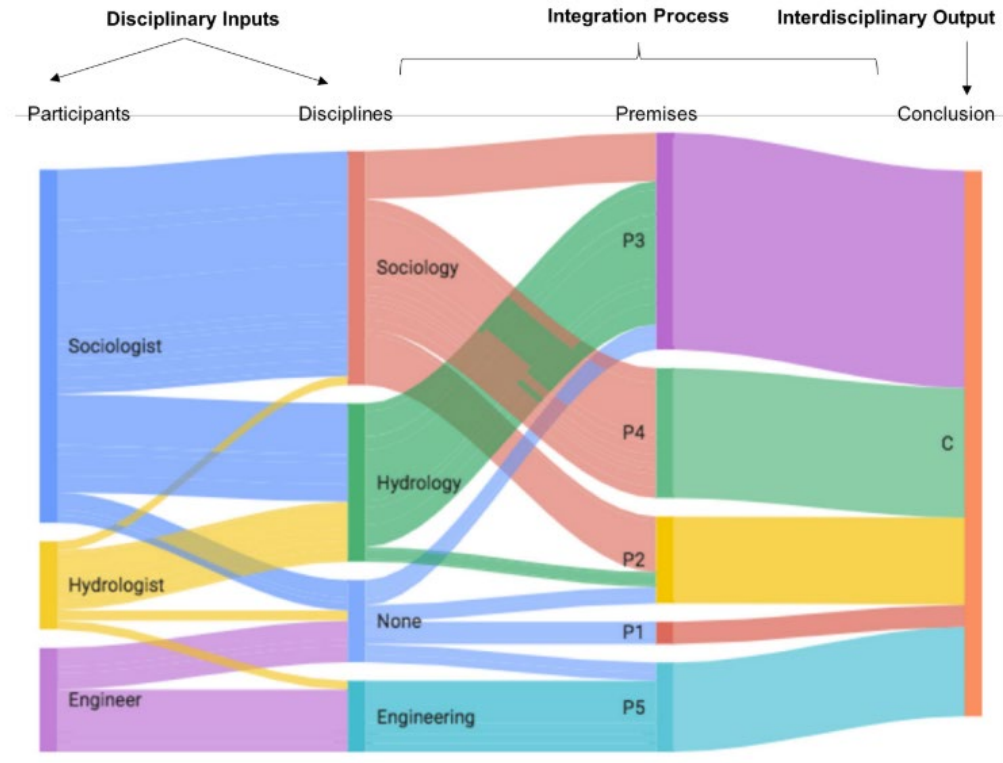 Disciplinary Inputs
Integration Process
Interdisciplinary Output
Participants
Disciplines
Premises
Conclusion
Sociologist
Hydrologist
Engineer
Sociology
Hydrology
None
Engineering
P3
P4
P2
P1
P5
C